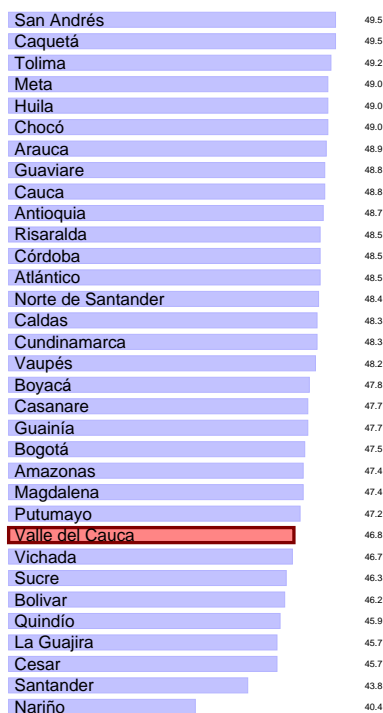 San Andrés 49.5
Caquetá 49.5
Tolima 49.2
Meta 49.0
Huila 49.0
Chocó 49.0
Arauca 48.9
Guaviare 48.8
Cauca 48.8
Antioquia 48.7
Risaralda 48.5
Córdoba 48.5
Atlántico 48.5
Norte de Santander 48.4
Caldas 48.3
Cundinamarca 48.3
Vaupés 48.2
Boyacá 47.8
Casanare 47.7
Guainía 47.7
Bogotá 47.5
Amazonas 47.4
Magdalena 47.4
Putumayo 47.2
Valle del Cauca 46.8
Vichada 46.7
Sucre 46.3
Bolivar 46.2
Quindío 45.9
La Guajira 45.7
Cesar 45.7
Santander 43.8
Nariño 40.4